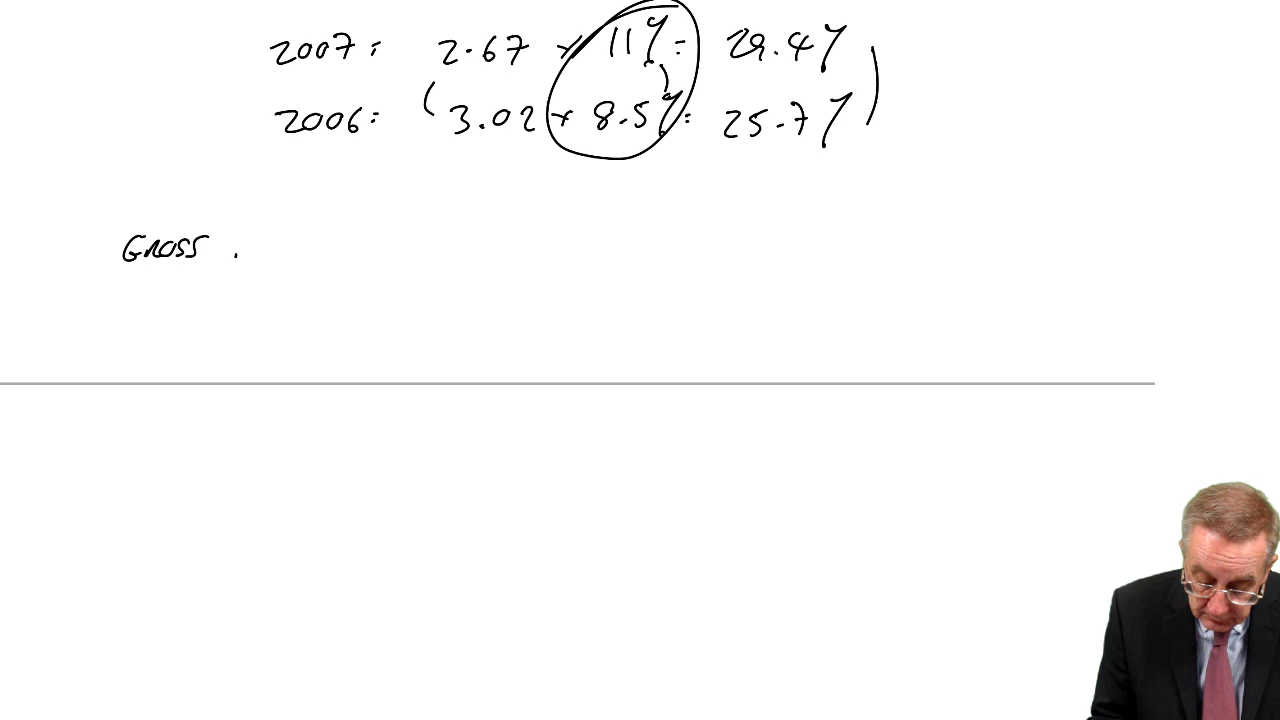 2007: 2.67 × 11% = 29.4%
2006: (3.02 × 8.5% = 25.7%)
GROSS .